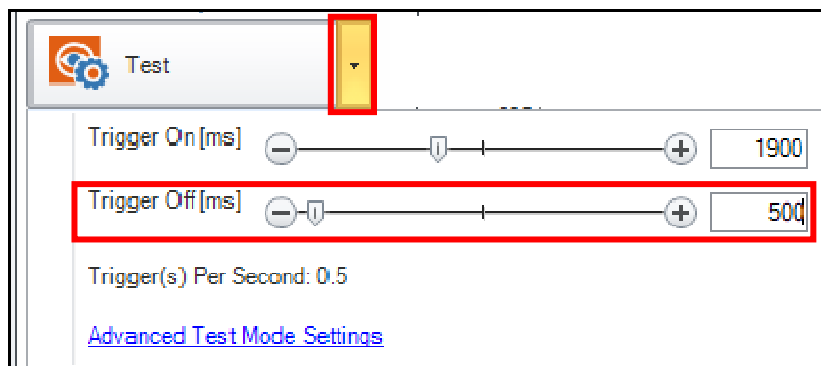 Test
Trigger On [ms] 1900
Trigger Off [ms] 500
Trigger(s) Per Second: 0.5
Advanced Test Mode Settings